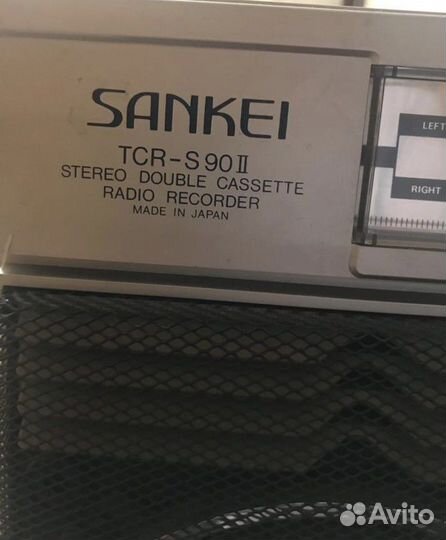 SANKEI
TCR-S90II
STEREO DOUBLE CASSETTE
RADIO RECORDER
MADE IN JAPAN
LEFT
RIGHT
Avito